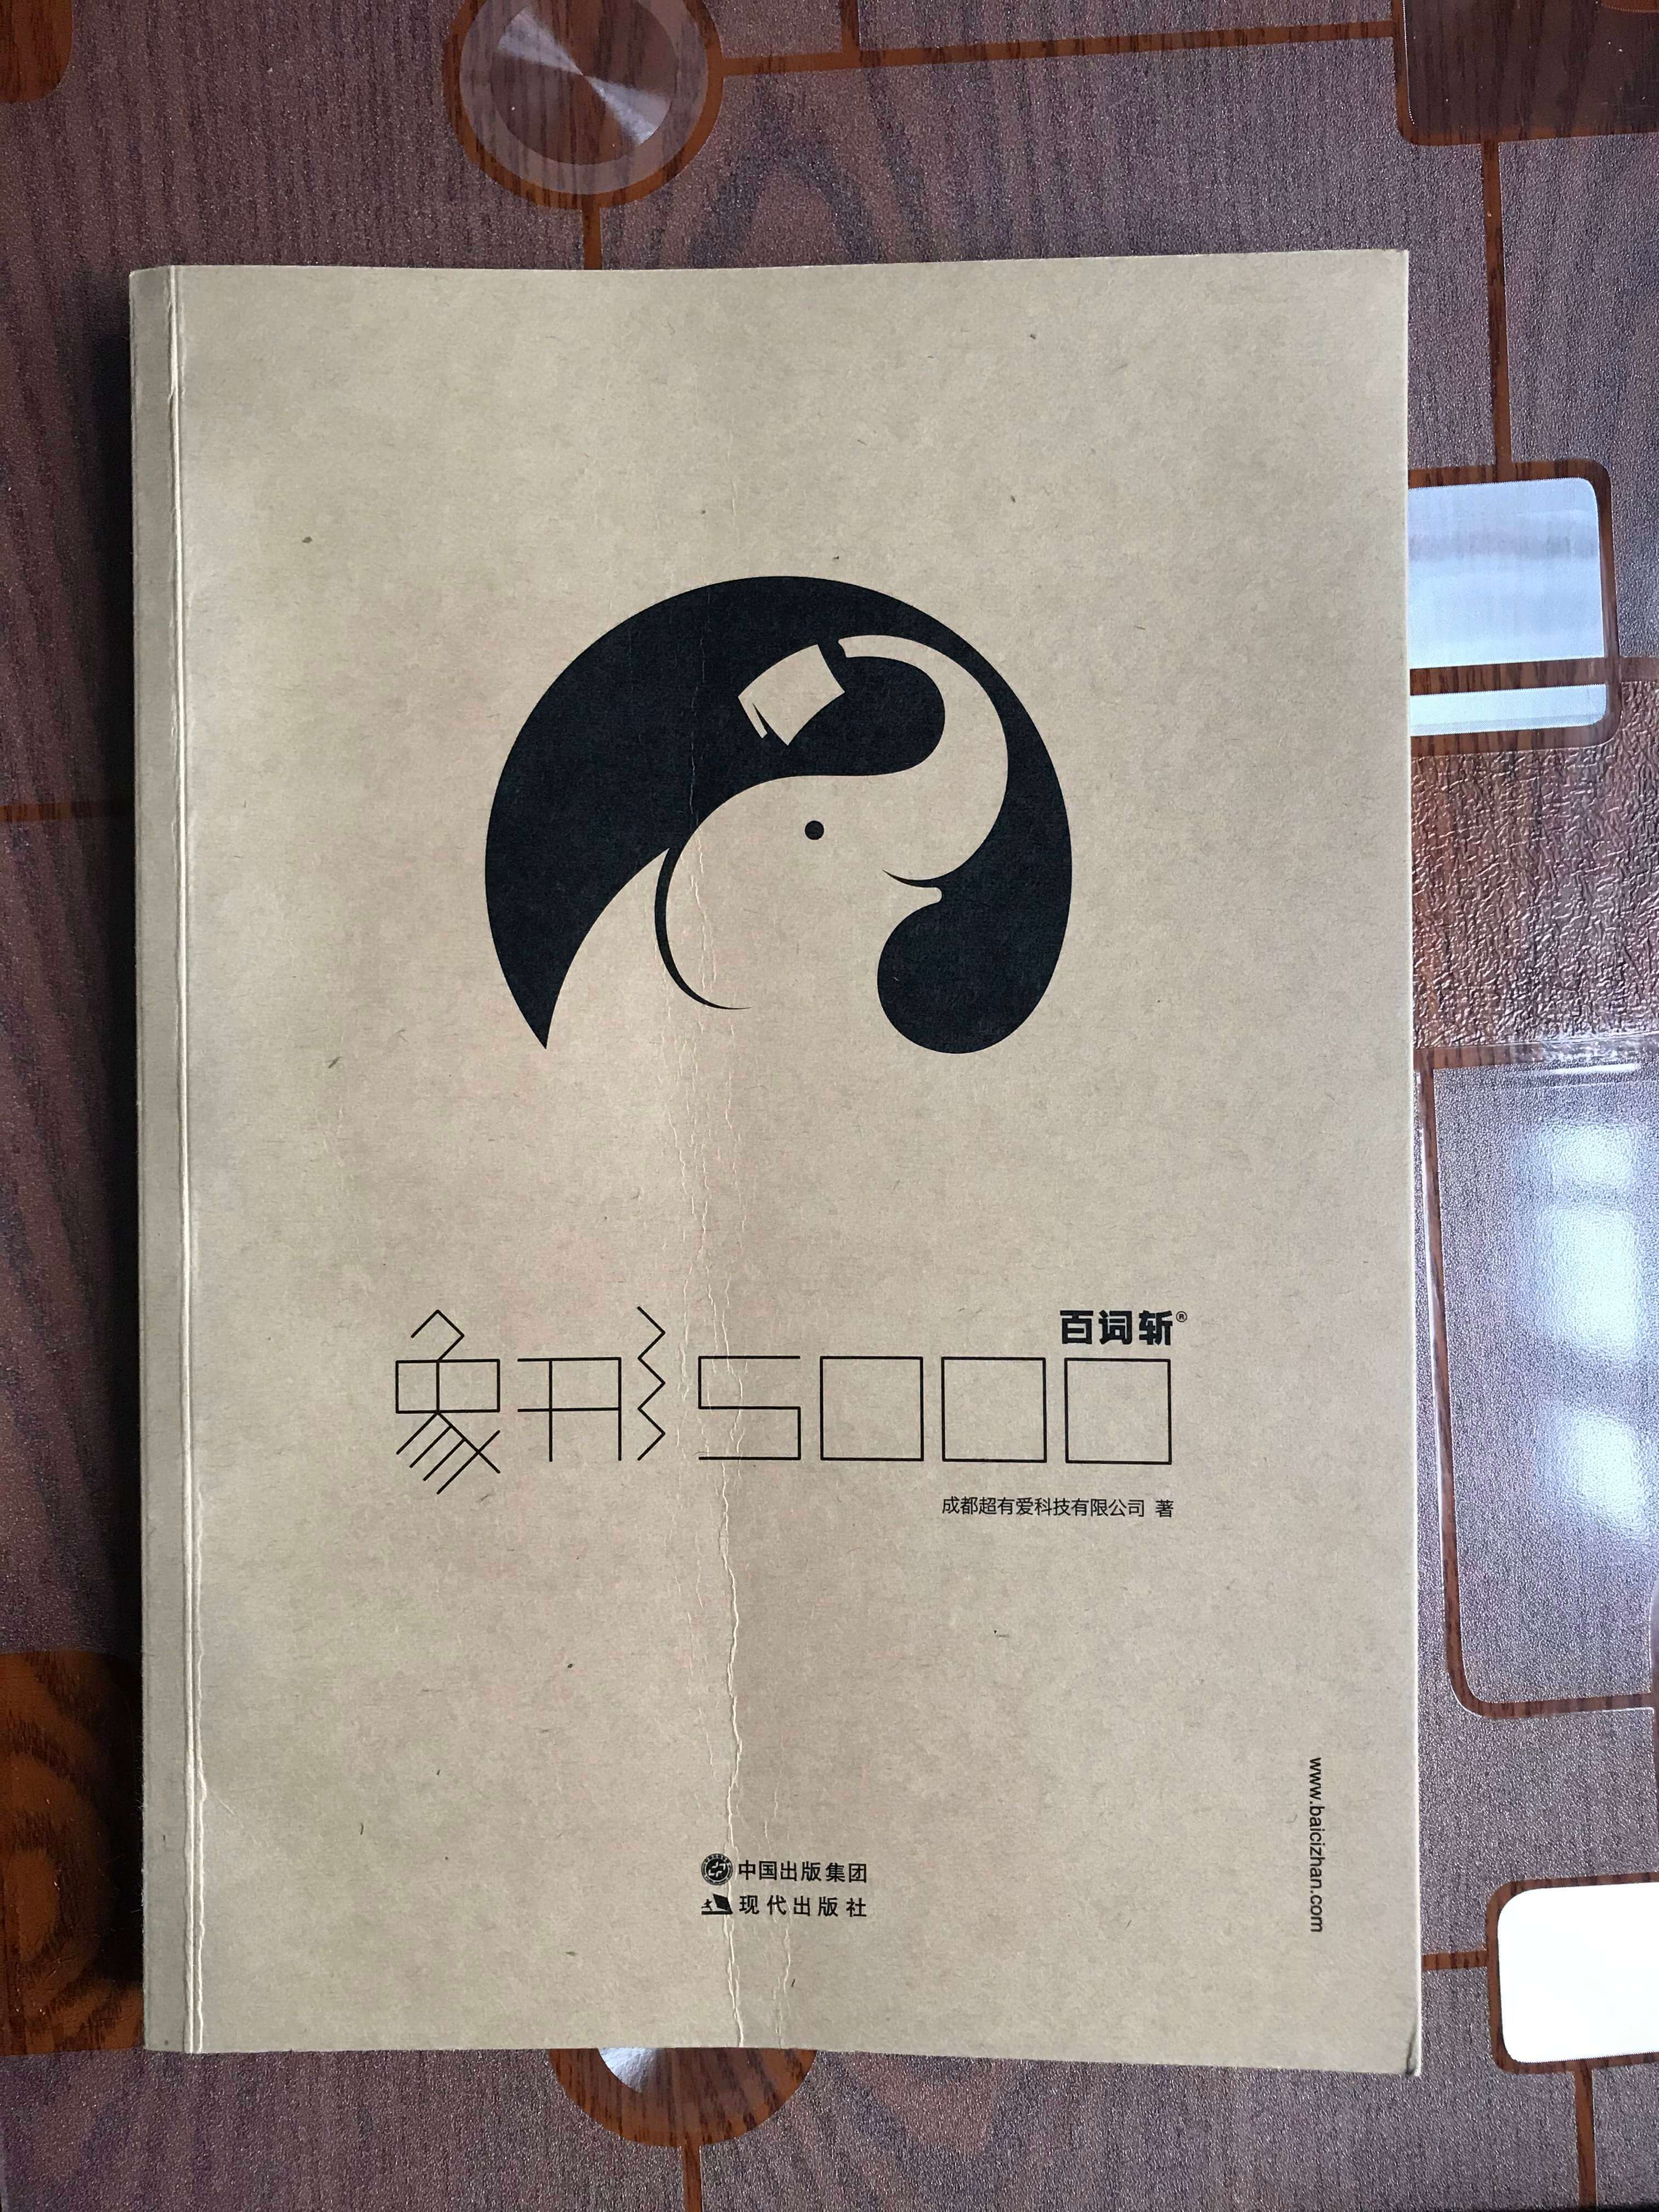 百词斩®
象形5000
成都超有爱科技有限公司 著
www.baicizhan.com
中国出版集团
现代出版社